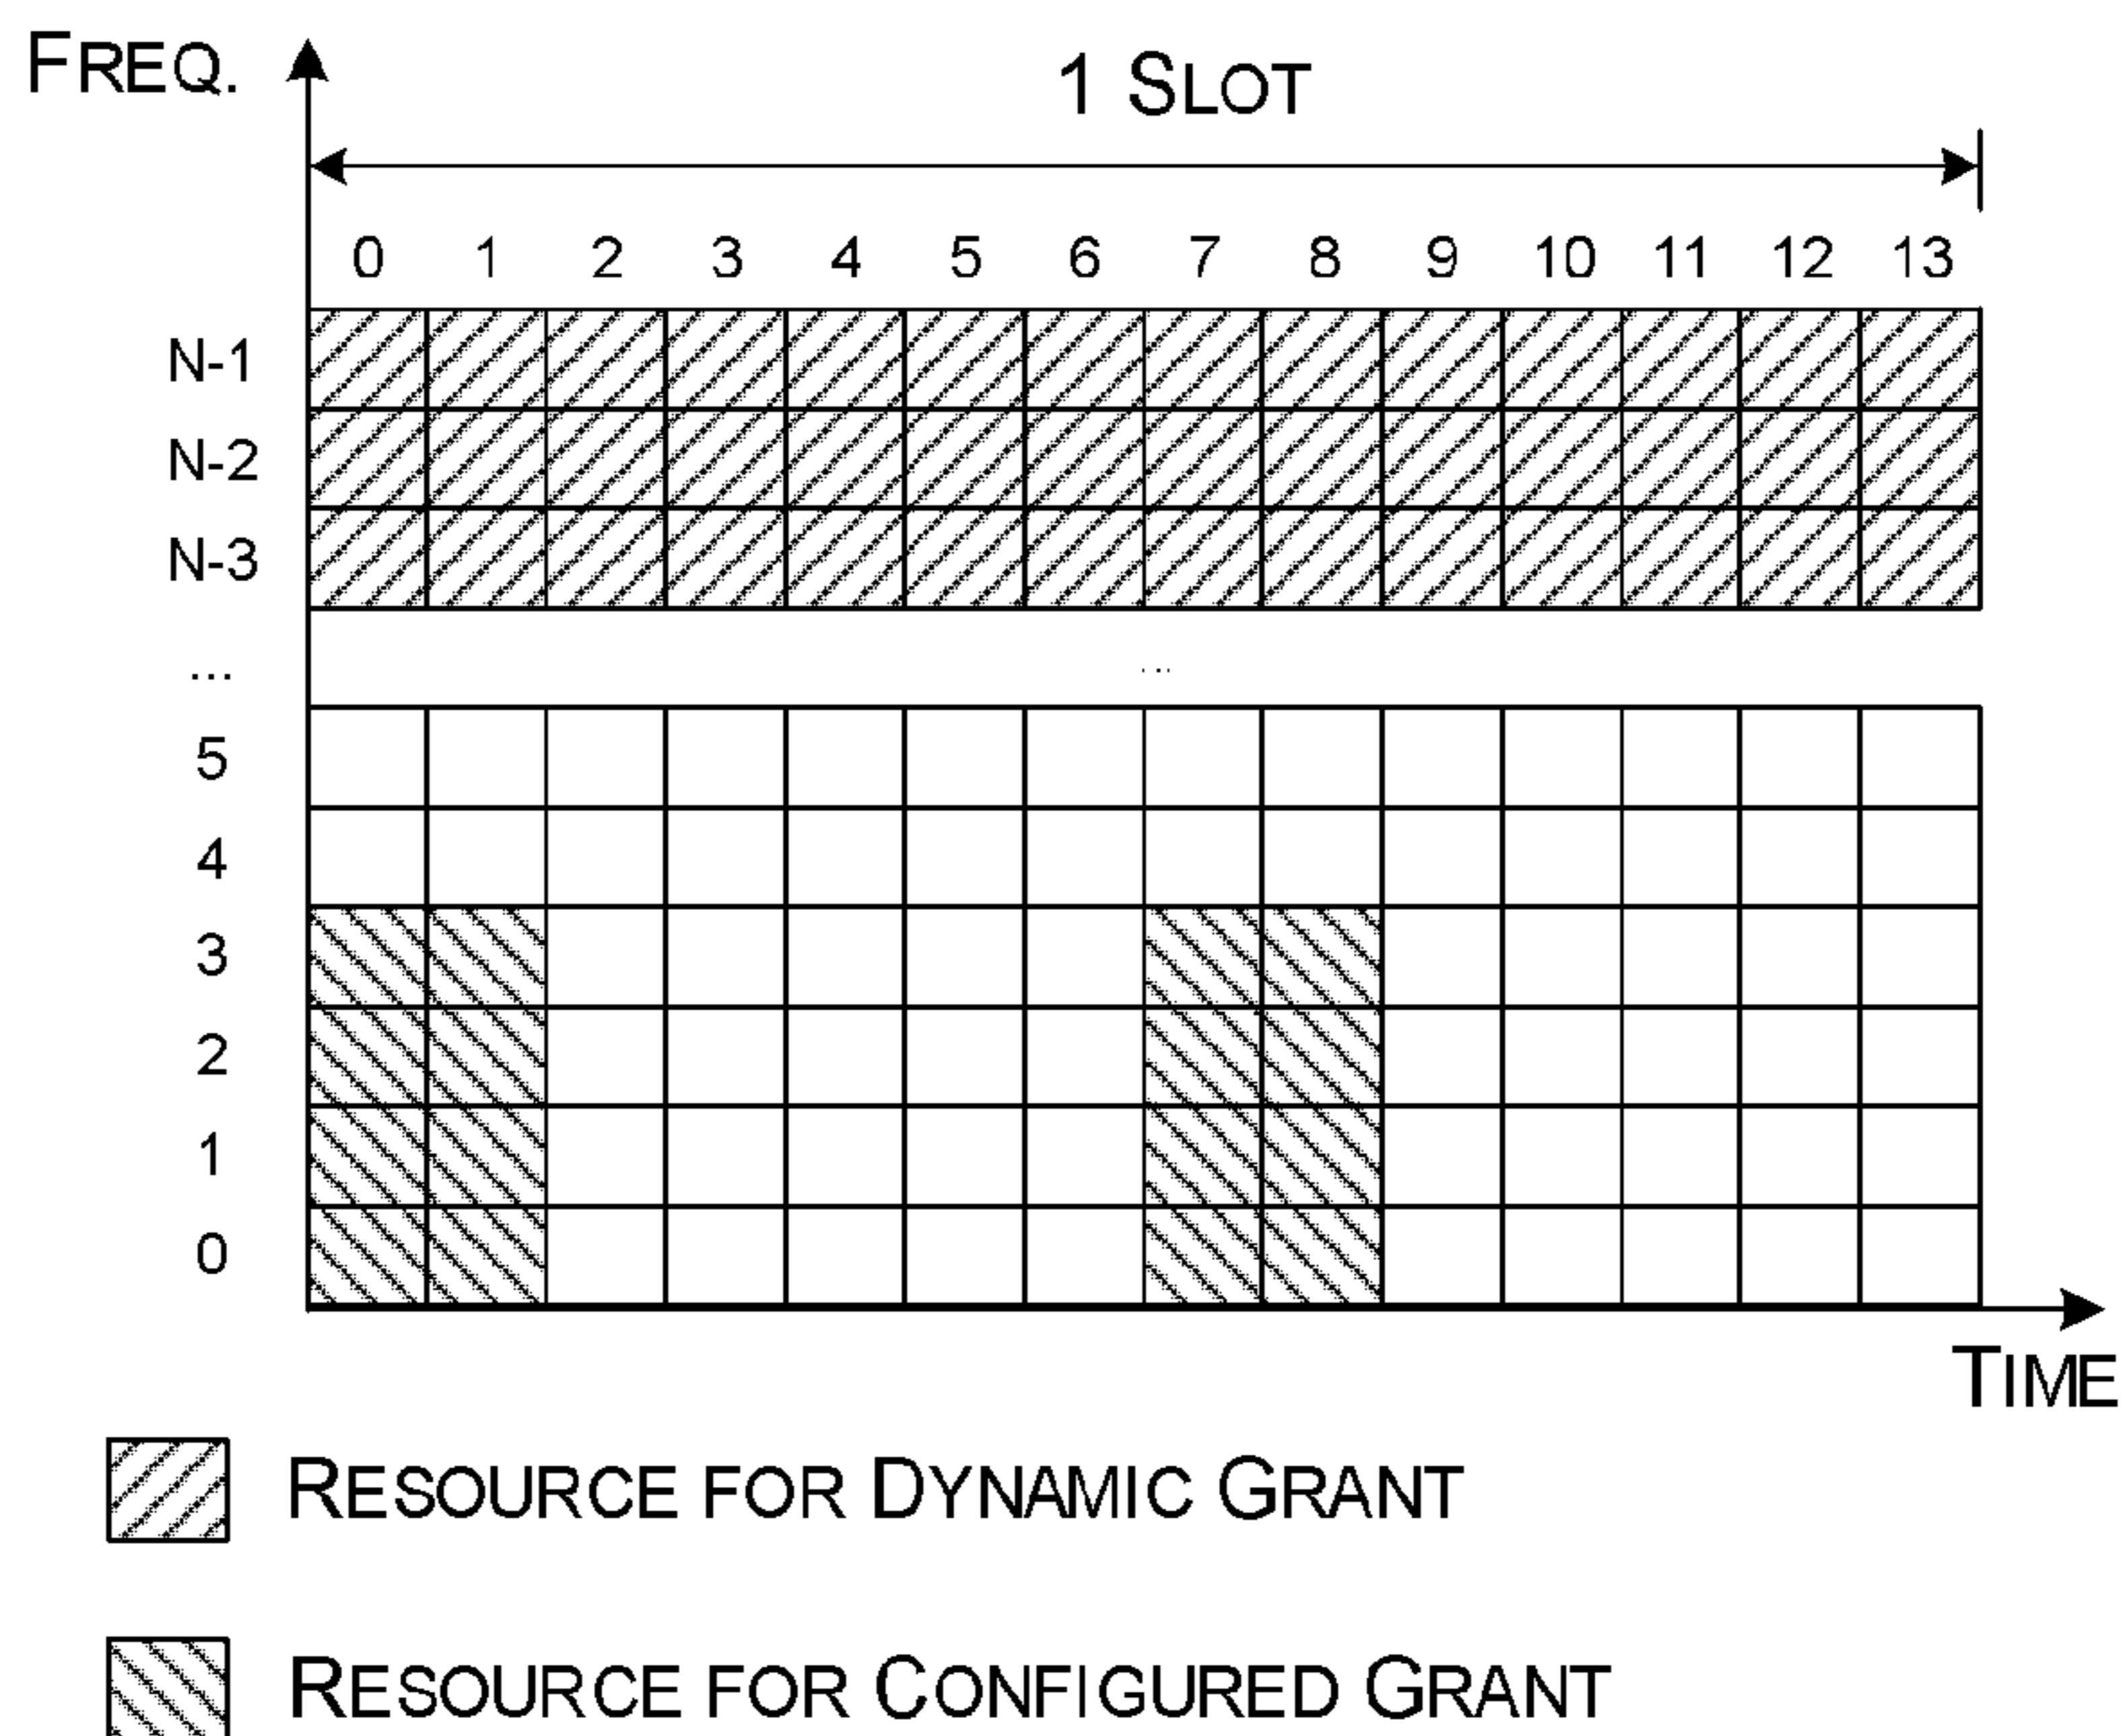 FREQ.
1 SLOT
0 1 2 3 4 5 6 7 8 9 10 11 12 13
N-1
N-2
N-3
... ...
5
4
3
2
1
0
TIME
RESOURCE FOR DYNAMIC GRANT
RESOURCE FOR CONFIGURED GRANT